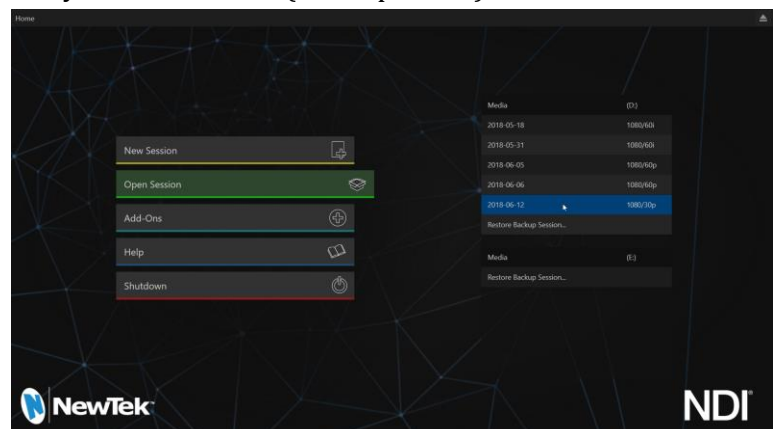 Home
New Session
Open Session
Add-Ons
Help
Shutdown
Media (D:)
2018-05-18 1080/60i
2018-05-31 1080/60i
2018-06-05 1080/60p
2018-06-06 1080/60p
2018-06-12 1080/30p
Restore Backup Session...
Media (E:)
Restore Backup Session...
NewTek
NDI